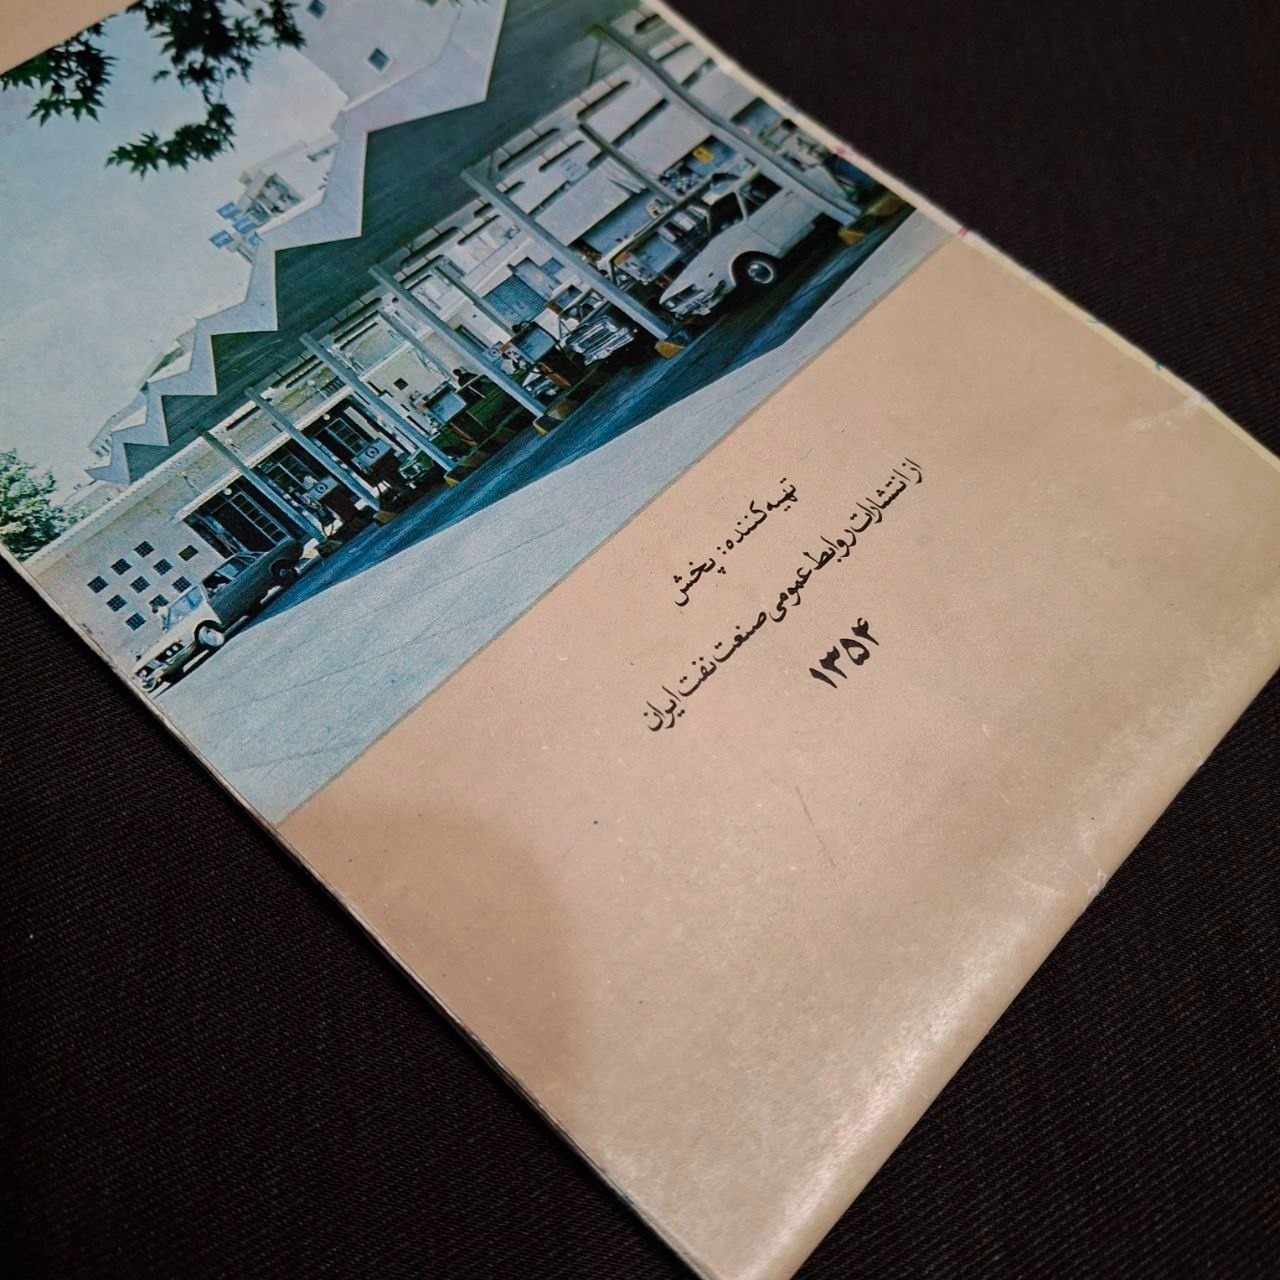 تهیه‌کننده: پخش
از انتشارات روابط عمومی صنعت نفت ایران
۱۳۵۴